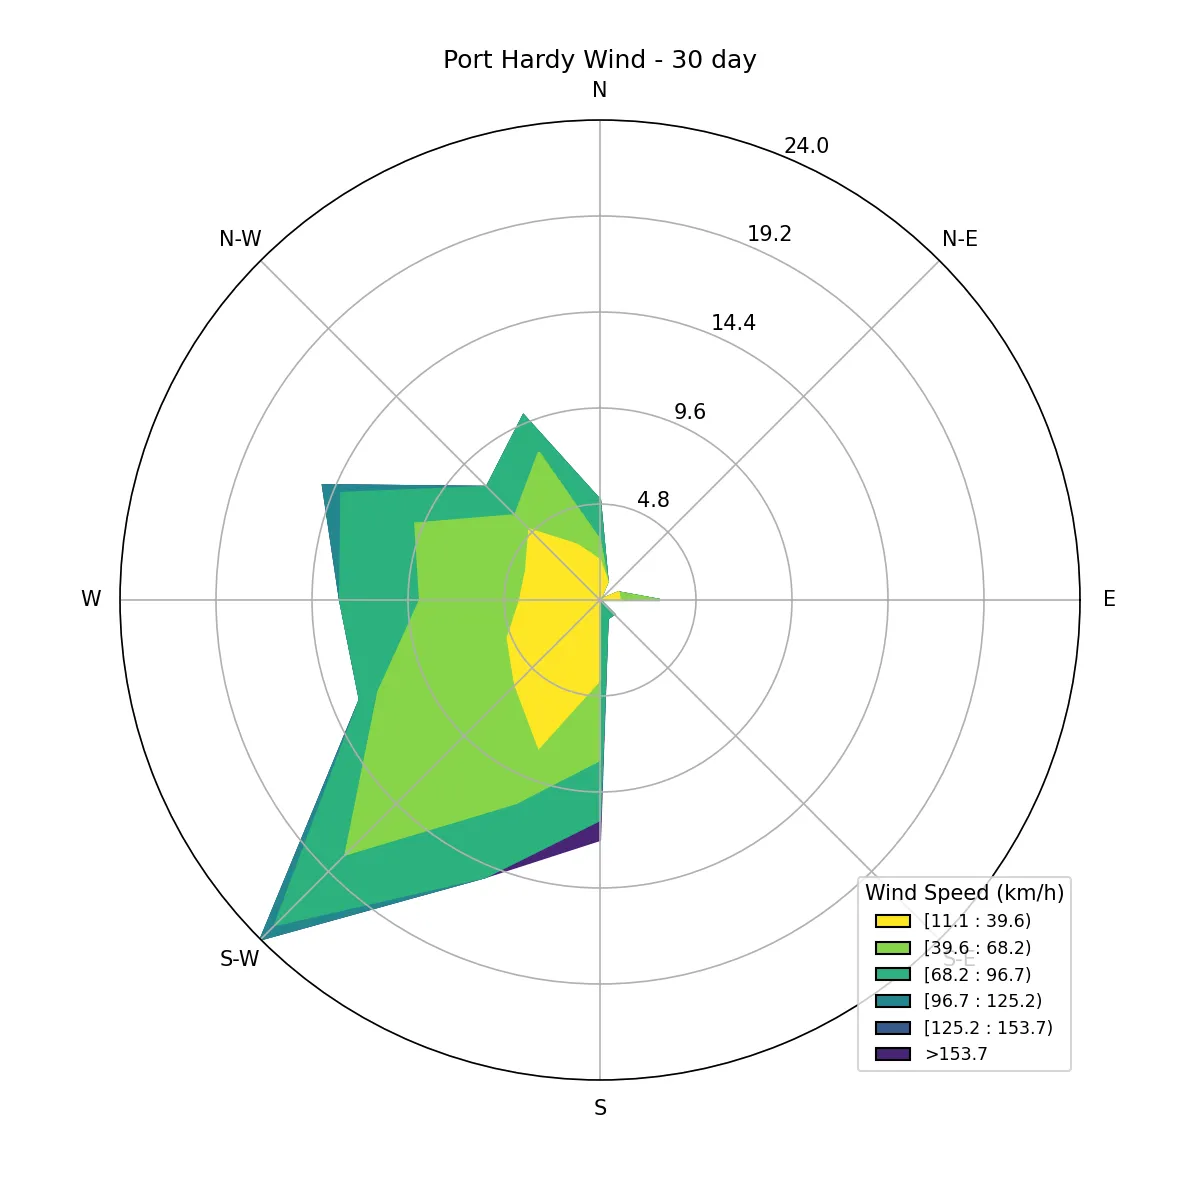 Port Hardy Wind - 30 day
N
24.0
19.2
N-W
N-E
14.4
9.6
4.8
W
E
Wind Speed (km/h)
[11.1 : 39.6)
[39.6 : 68.2)
S-W
S-E
[68.2 : 96.7)
[96.7 : 125.2)
[125.2 : 153.7)
>153.7
S